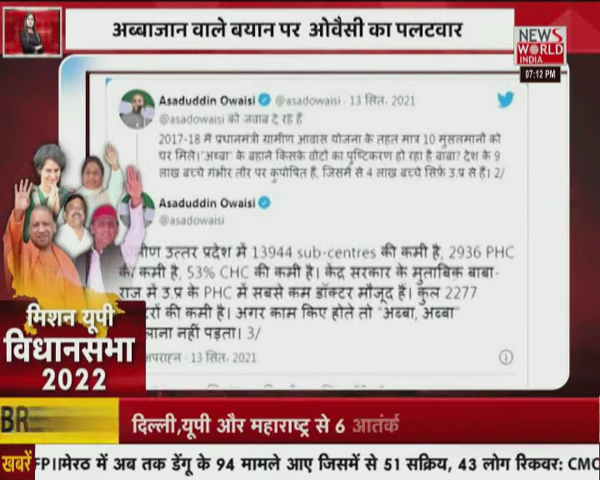 अब्बाजान वाले बयान पर ओवैसी का पलटवार
NEWS
WORLD
INDIA
07:12 PM
Asaduddin Owaisi @asadowaisi · 13 सित. 2021
@asadowaisi को जवाब दे रहे हैं
2017-18 में प्रधानमंत्री ग्रामीण आवास योजना के तहत मात्र 10 मुसलमानों को
घर मिले।"अब्बा" के बहाने किसके वोटों का पुष्टिकरण हो रहा है बाबा? देश के 9
लाख बच्चे गंभीर तौर पर कुपोषित हैं, जिसमें से 4 लाख बच्चे सिर्फ़ उ.प्र से हैं। 2/
Asaduddin Owaisi
@asadowaisi
उत्तर प्रदेश में 13944 sub-centres की कमी है, 2936 PHC
कमी है, 53% CHC की कमी है। केंद्र सरकार के मुताबिक बाबा-
राज में उ.प्र के PHC में सबसे कम डॉक्टर मौजूद हैं। कुल 2277
की कमी है। अगर काम किए होते तो "अब्बा, अब्बा"
नहीं पड़ता। 3/
13 सित. 2021
मिशन यूपी
विधानसभा
2022
BR
दिल्ली,यूपी और महाराष्ट्र से 6 आतंक
खबरें
FP।।मेरठ में अब तक डेंगू के 94 मामले आए जिसमें से 51 सक्रिय, 43 लोग रिकवर: CMO